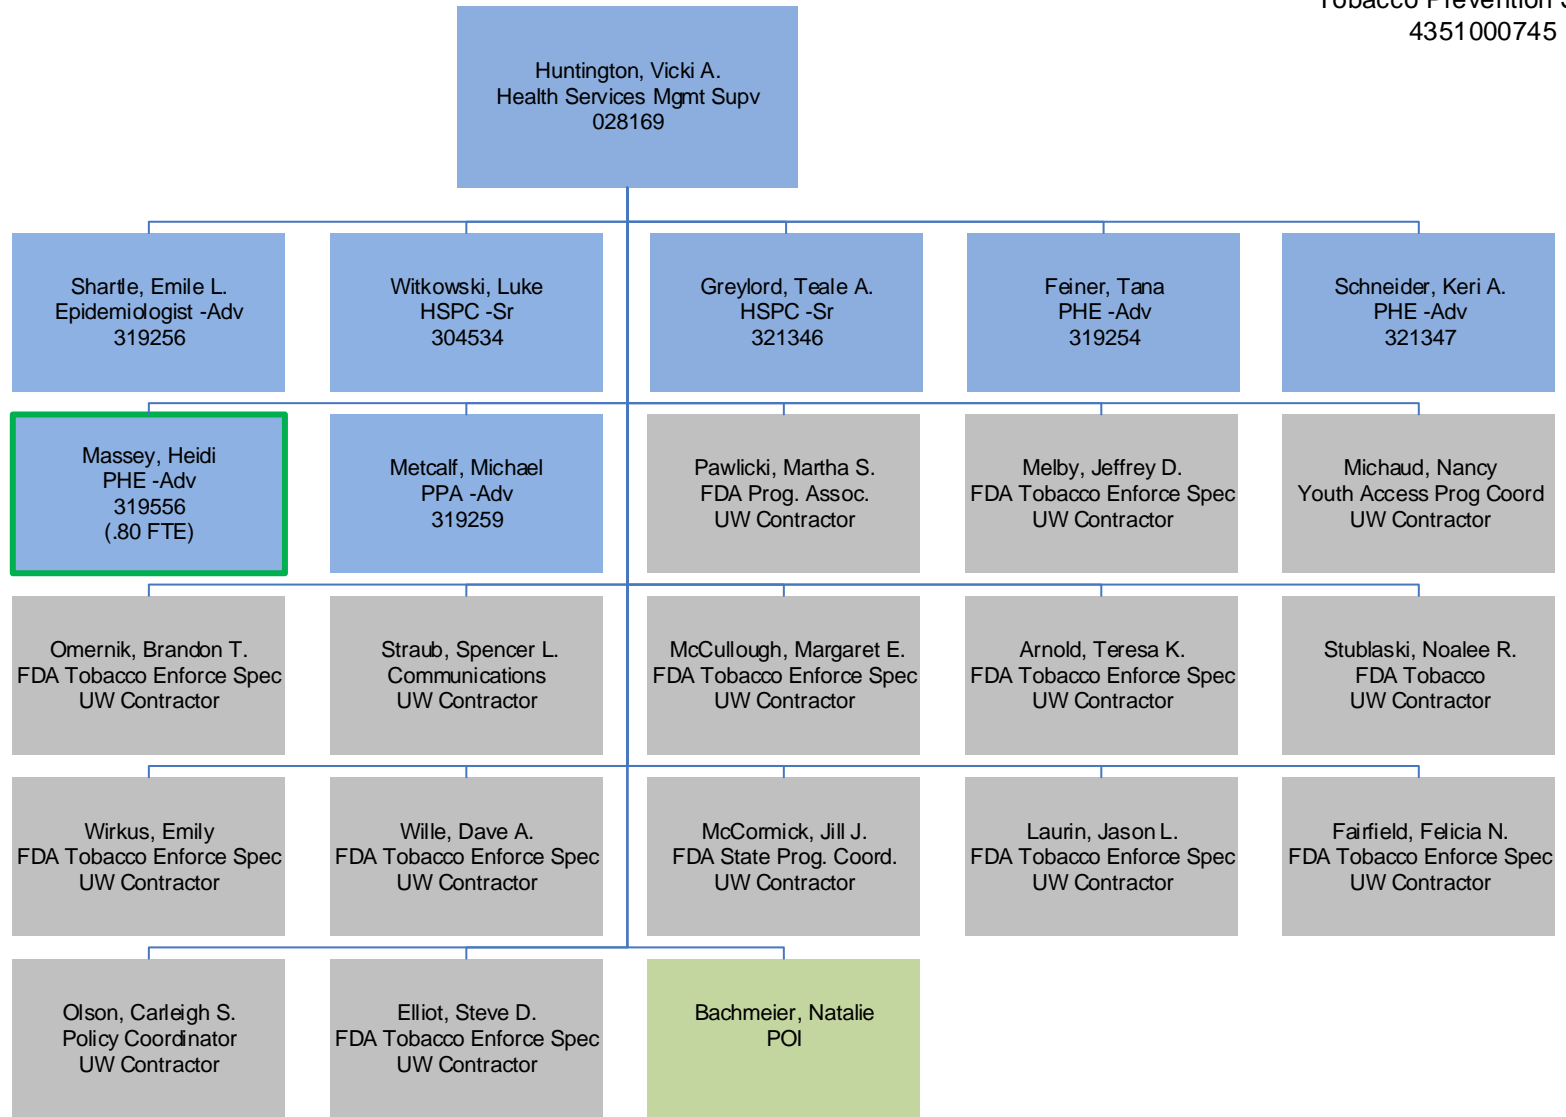 Tobacco Prevention
4351000745
Huntington, Vicki A.
Health Services Mgmt Supv
028169
Shartle, Emile L.
Epidemiologist -Adv
319256
Witkowski, Luke
HSPC -Sr
304534
Greylord, Teale A.
HSPC -Sr
321346
Feiner, Tana
PHE -Adv
319254
Schneider, Keri A.
PHE -Adv
321347
Massey, Heidi
PHE -Adv
319556
(.80 FTE)
Metcalf, Michael
PPA -Adv
319259
Pawlicki, Martha S.
FDA Prog. Assoc.
UW Contractor
Melby, Jeffrey D.
FDA Tobacco Enforce Spec
UW Contractor
Michaud, Nancy
Youth Access Prog Coord
UW Contractor
Omernik, Brandon T.
FDA Tobacco Enforce Spec
UW Contractor
Straub, Spencer L.
Communications
UW Contractor
McCullough, Margaret E.
FDA Tobacco Enforce Spec
UW Contractor
Arnold, Teresa K.
FDA Tobacco Enforce Spec
UW Contractor
Stublaski, Noalee R.
FDA Tobacco
UW Contractor
Wirkus, Emily
FDA Tobacco Enforce Spec
UW Contractor
Wille, Dave A.
FDA Tobacco Enforce Spec
UW Contractor
McCormick, Jill J.
FDA State Prog. Coord.
UW Contractor
Laurin, Jason L.
FDA Tobacco Enforce Spec
UW Contractor
Fairfield, Felicia N.
FDA Tobacco Enforce Spec
UW Contractor
Olson, Carleigh S.
Policy Coordinator
UW Contractor
Elliot, Steve D.
FDA Tobacco Enforce Spec
UW Contractor
Bachmeier, Natalie
POI